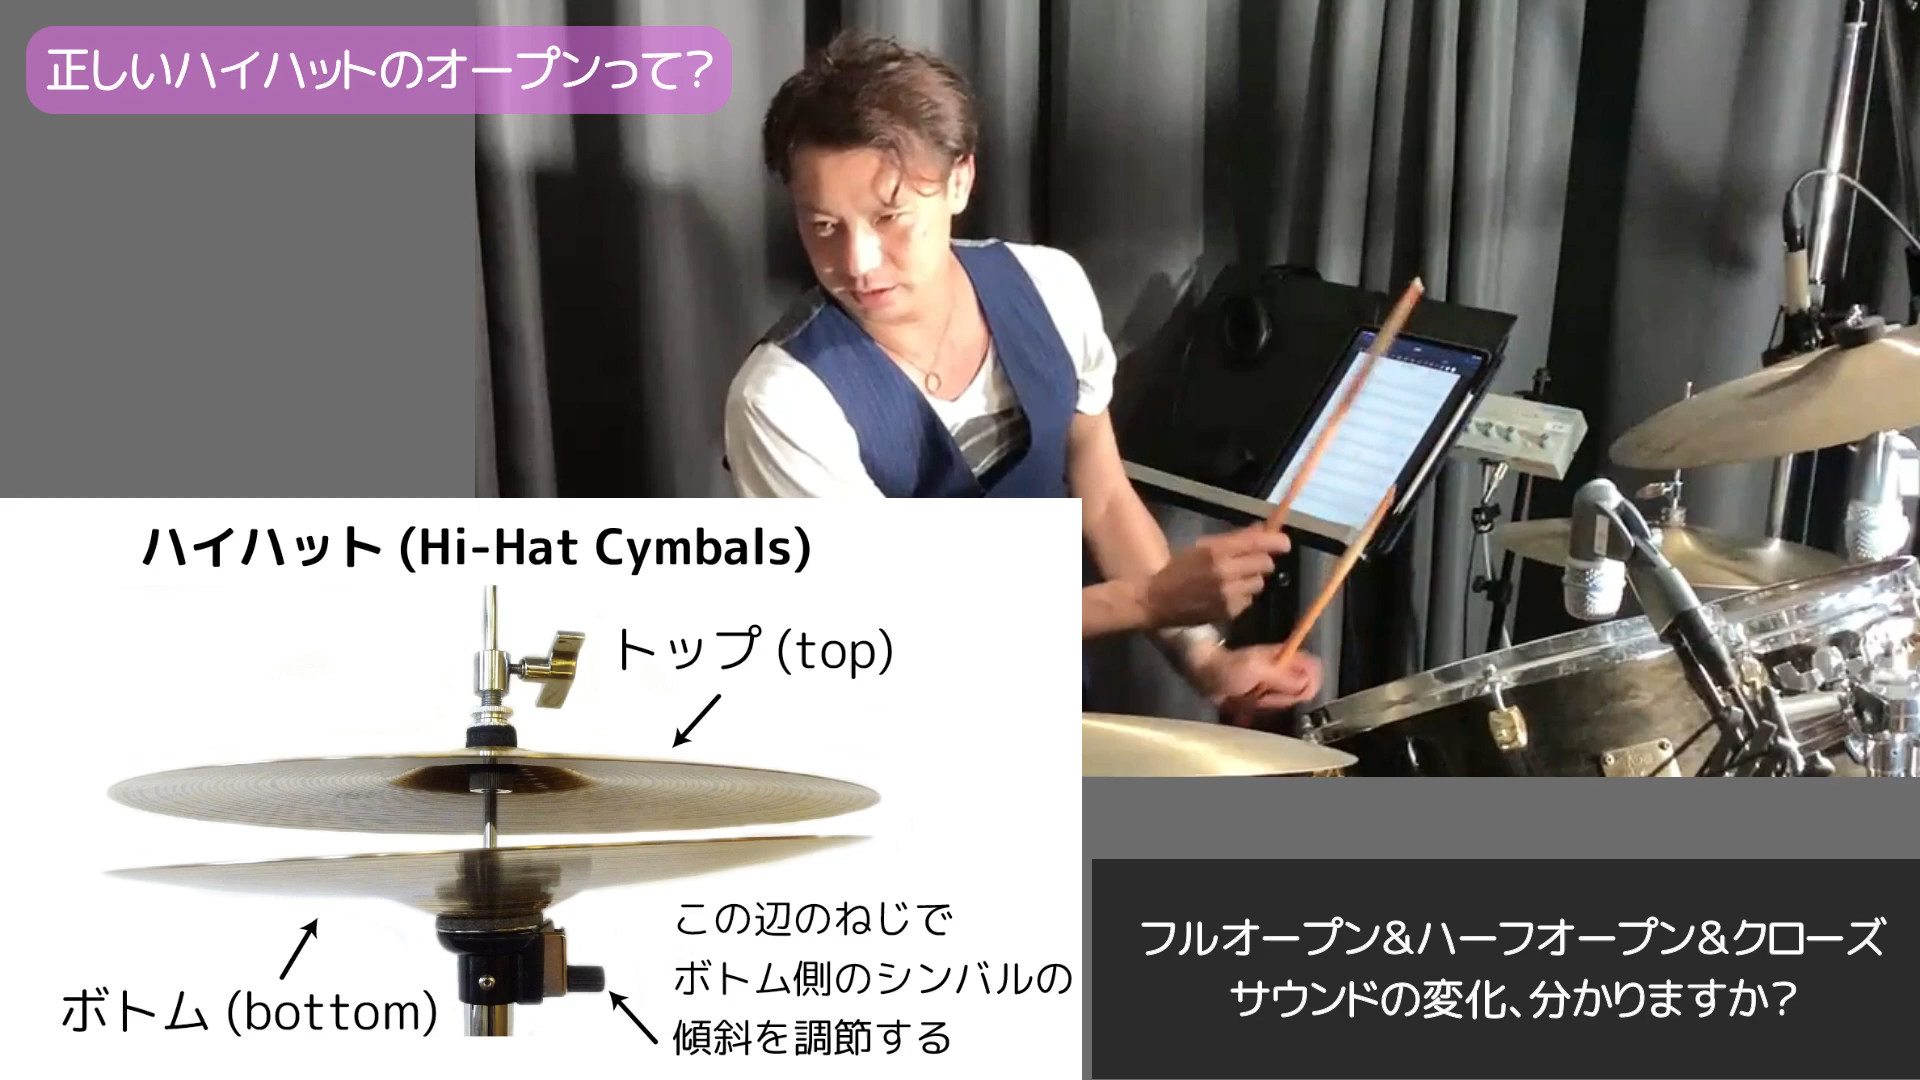 正しいハイハットのオープンって?
ハイハット (Hi-Hat Cymbals)
トップ (top)
ボトム (bottom)
この辺のねじで
ボトム側のシンバルの
傾斜を調節する
フルオープン&ハーフオープン&クローズ
サウンドの変化、分かりますか?